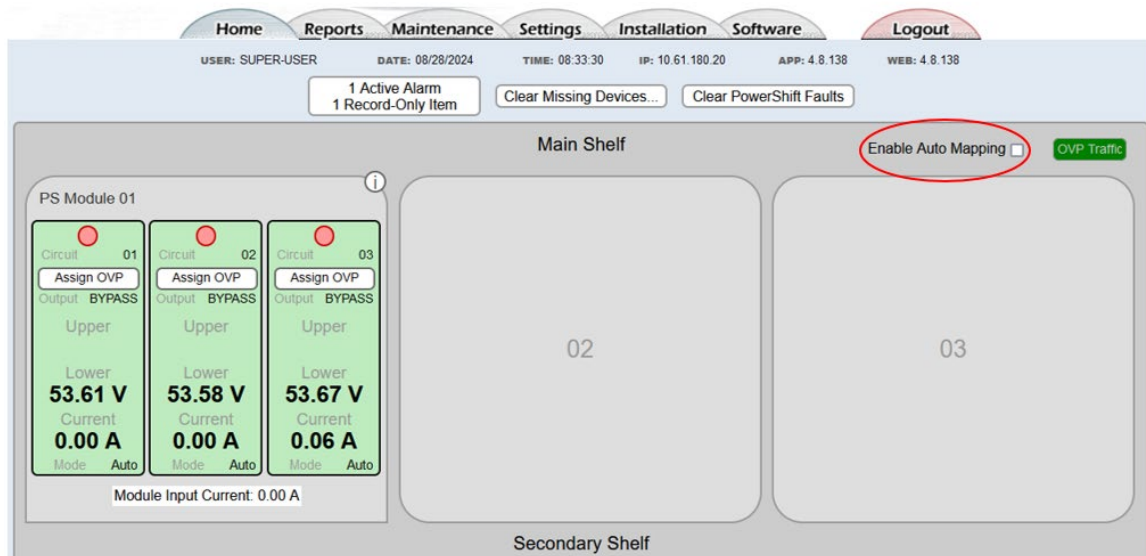 Home Reports Maintenance Settings Installation Software Logout
USER: SUPER-USER DATE: 08/28/2024 TIME: 08:33:30 IP: 10.61.180.20 APP: 4.8.138 WEB: 4.8.138
1 Active Alarm
1 Record-Only Item
Clear Missing Devices... Clear PowerShift Faults
Main Shelf
Enable Auto Mapping
OVP Traffic
PS Module 01
i
Circuit 01
Assign OVP
Output BYPASS
Upper
Lower
53.61 V
Current
0.00 A
Mode Auto
Circuit 02
Assign OVP
Output BYPASS
Upper
Lower
53.58 V
Current
0.00 A
Mode Auto
Circuit 03
Assign OVP
Output BYPASS
Upper
Lower
53.67 V
Current
0.06 A
Mode Auto
Module Input Current: 0.00 A
02
03
Secondary Shelf